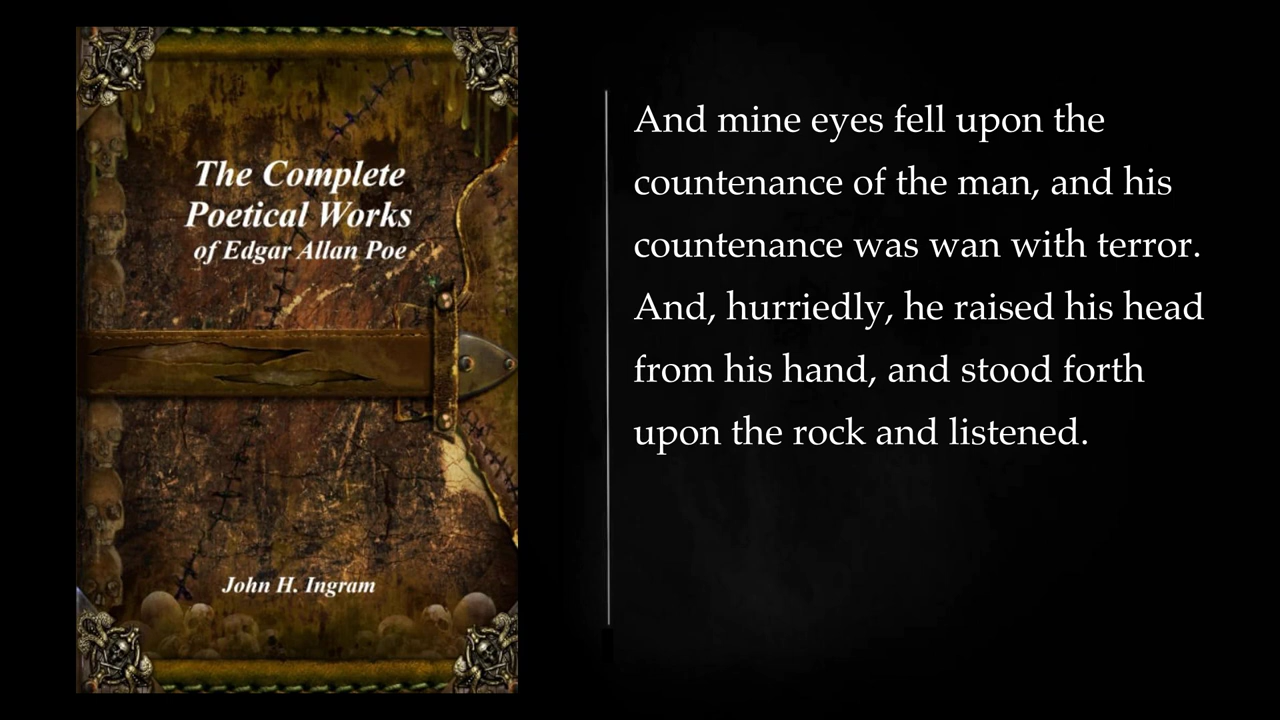 The Complete
Poetical Works
of Edgar Allan Poe
John H. Ingram
And mine eyes fell upon the
countenance of the man, and his
countenance was wan with terror.
And, hurriedly, he raised his head
from his hand, and stood forth
upon the rock and listened.